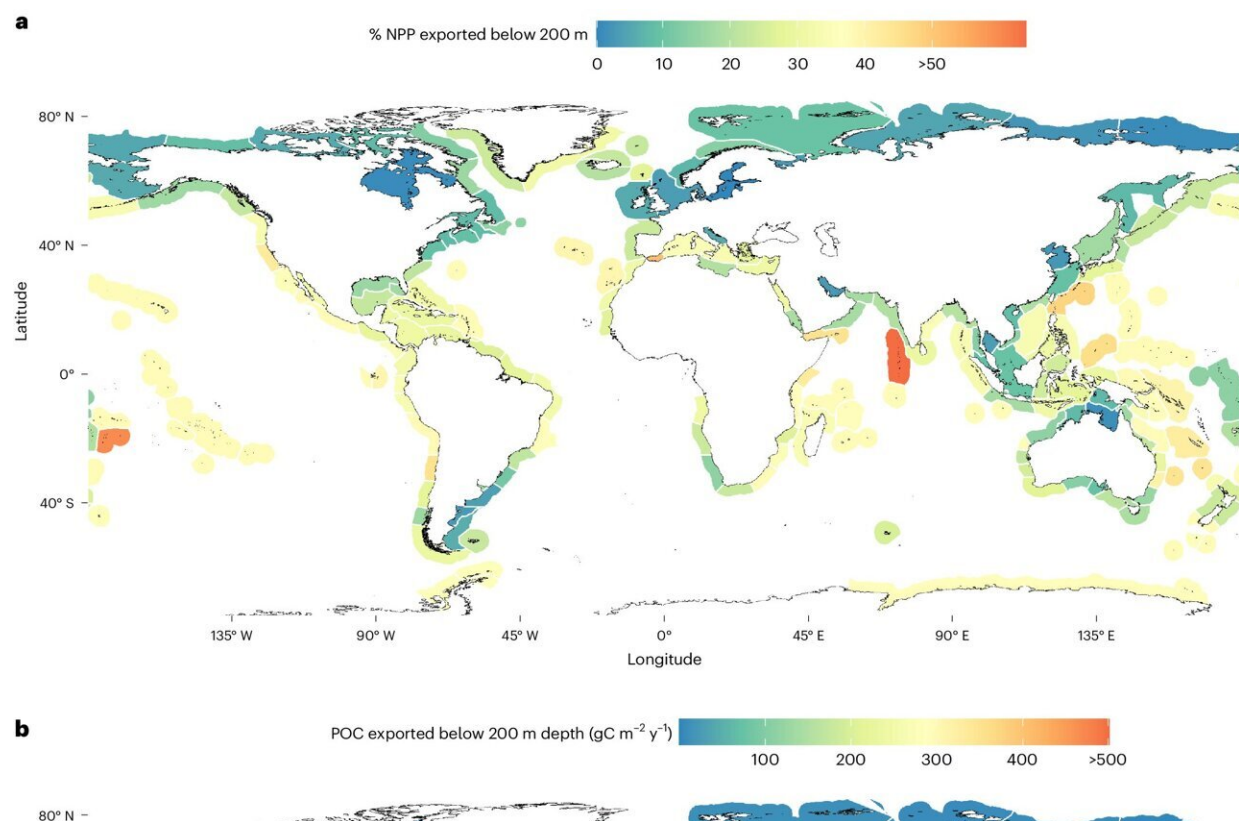 a
% NPP exported below 200 m
0 10 20 30 40 >50
80° N
40° N
0°
40° S
Latitude
135° W 90° W 45° W 0° 45° E 90° E 135° E
Longitude
b
POC exported below 200 m depth (gC m⁻² y⁻¹)
100 200 300 400 >500
80° N